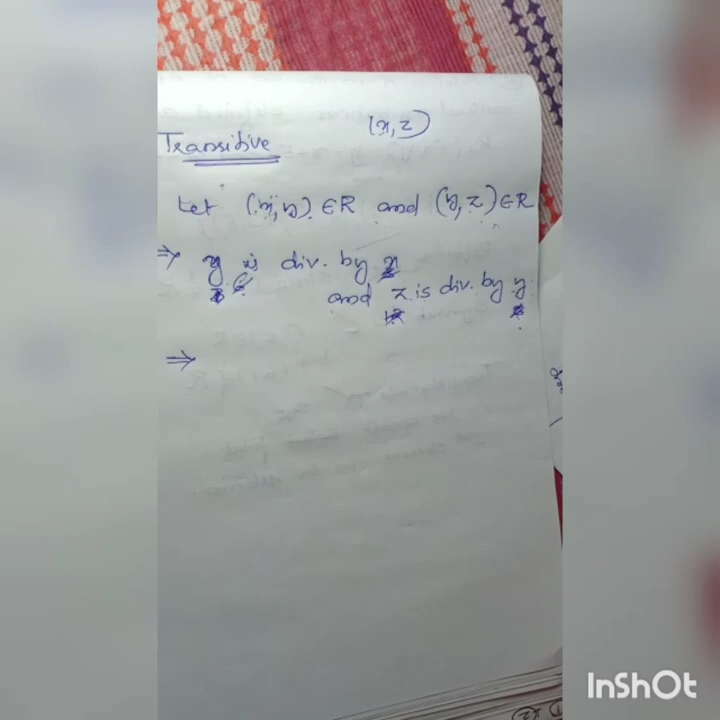 (x, z)
Transitive
Let (x, y) ∈ R and (y, z) ∈ R
⇒ y is div. by x
and z is div. by y.
⇒
InShOt